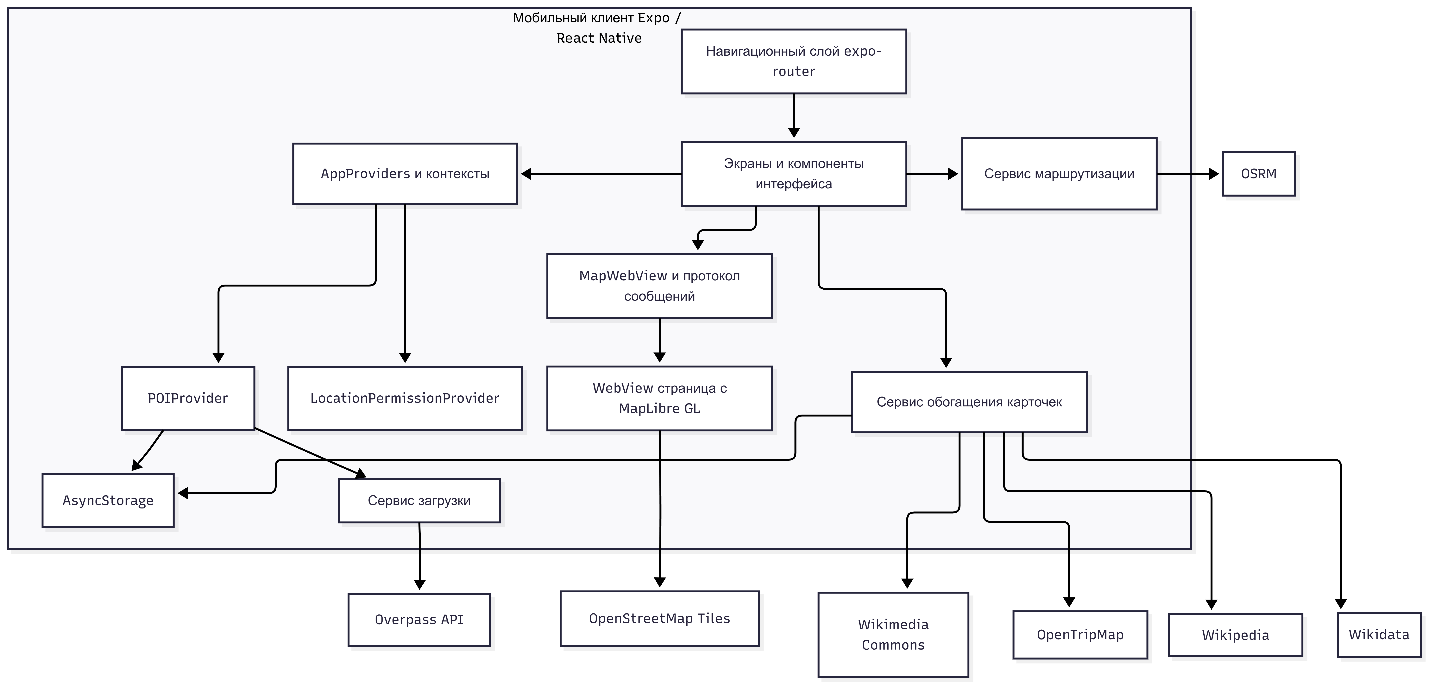 Мобильный клиент Expo /
React Native
Навигационный слой expo-
router
AppProviders и контексты
Экраны и компоненты
интерфейса
Сервис маршрутизации
OSRM
MapWebView и протокол
сообщений
POIProvider
LocationPermissionProvider
WebView страница с
MapLibre GL
Сервис обогащения карточек
AsyncStorage
Сервис загрузки
Overpass API
OpenStreetMap Tiles
Wikimedia
Commons
OpenTripMap
Wikipedia
Wikidata